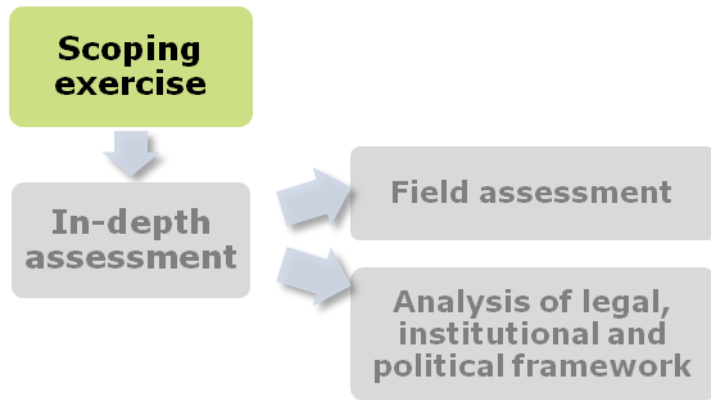 Scoping
exercise
In-depth
assessment
Field assessment
Analysis of legal,
institutional and
political framework